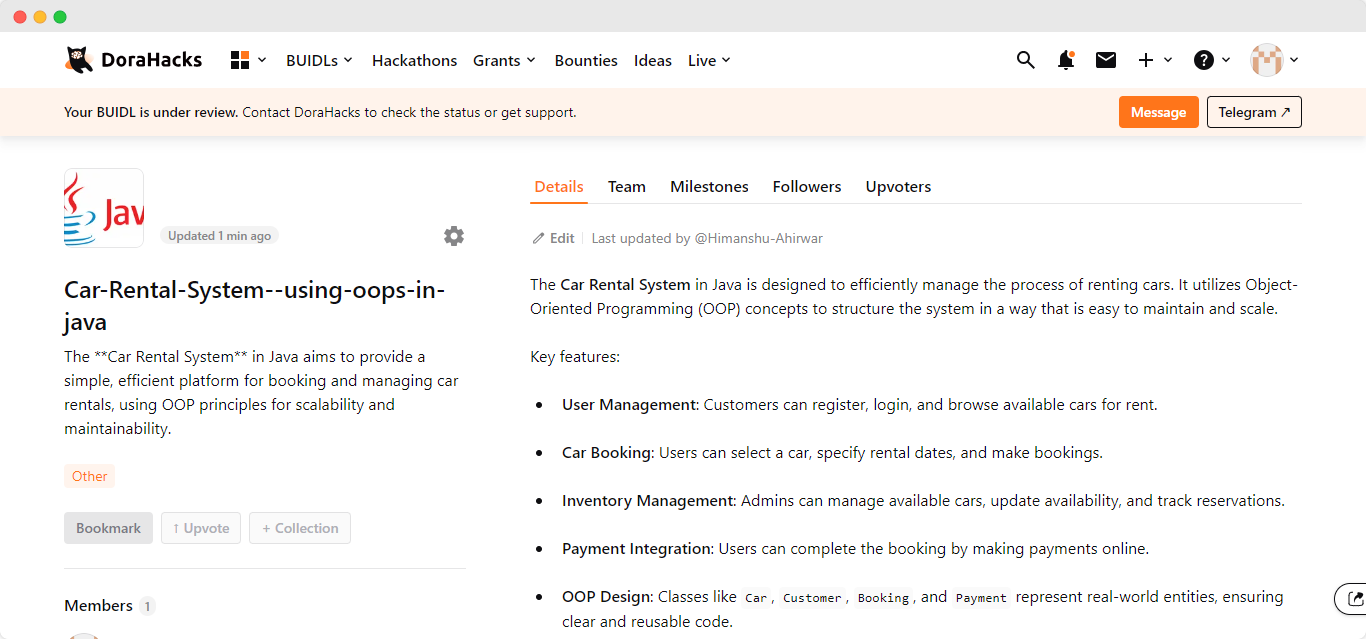 DoraHacks
BUIDLs
Hackathons
Grants
Bounties
Ideas
Live
Your BUIDL is under review. Contact DoraHacks to check the status or get support.
Message
Telegram ↗
Jav
Updated 1 min ago
Car-Rental-System--using-oops-in-
java
The **Car Rental System** in Java aims to provide a
simple, efficient platform for booking and managing car
rentals, using OOP principles for scalability and
maintainability.
Other
Bookmark
↑ Upvote
+ Collection
Members 1
Details
Team
Milestones
Followers
Upvoters
Edit
Last updated by @Himanshu-Ahirwar
The Car Rental System in Java is designed to efficiently manage the process of renting cars. It utilizes Object-
Oriented Programming (OOP) concepts to structure the system in a way that is easy to maintain and scale.
Key features:
• User Management: Customers can register, login, and browse available cars for rent.
• Car Booking: Users can select a car, specify rental dates, and make bookings.
• Inventory Management: Admins can manage available cars, update availability, and track reservations.
• Payment Integration: Users can complete the booking by making payments online.
• OOP Design: Classes like Car, Customer, Booking, and Payment represent real-world entities, ensuring
clear and reusable code.